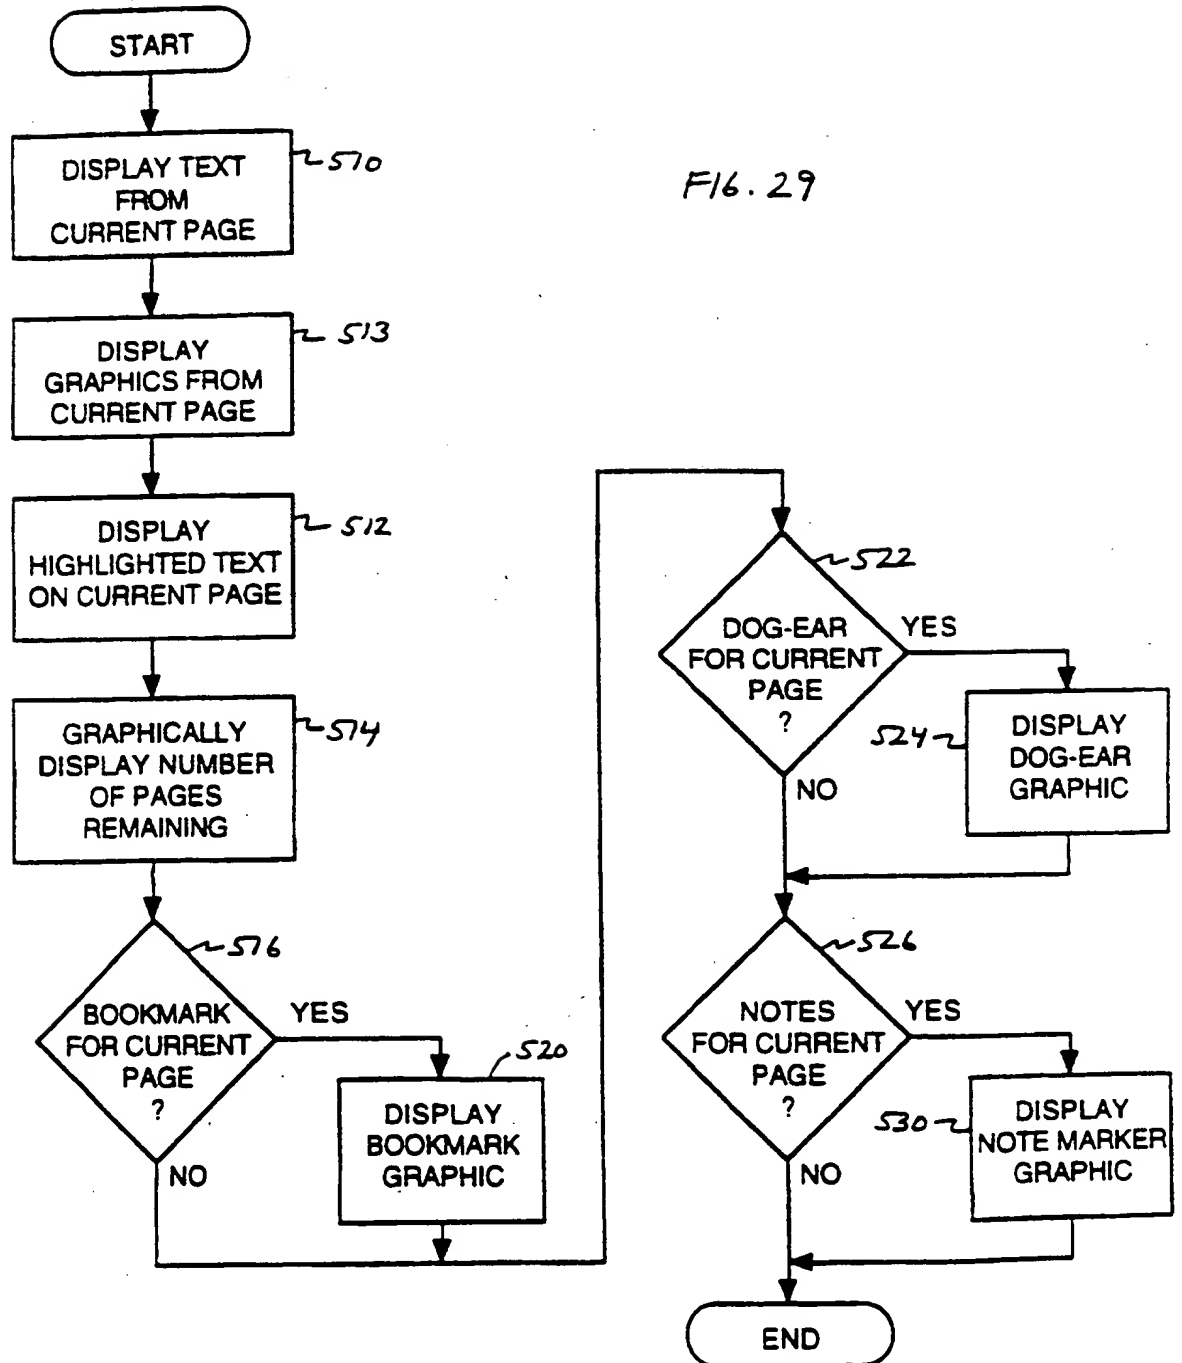 START
DISPLAY TEXT
FROM
CURRENT PAGE
510
FIG. 29
DISPLAY
GRAPHICS FROM
CURRENT PAGE
513
DISPLAY
HIGHLIGHTED TEXT
ON CURRENT PAGE
512
GRAPHICALLY
DISPLAY NUMBER
OF PAGES
REMAINING
514
BOOKMARK
FOR CURRENT
PAGE
?
516
YES
NO
520
DISPLAY
BOOKMARK
GRAPHIC
522
DOG-EAR
FOR CURRENT
PAGE
?
YES
NO
524
DISPLAY
DOG-EAR
GRAPHIC
526
NOTES
FOR CURRENT
PAGE
?
YES
NO
530
DISPLAY
NOTE MARKER
GRAPHIC
END